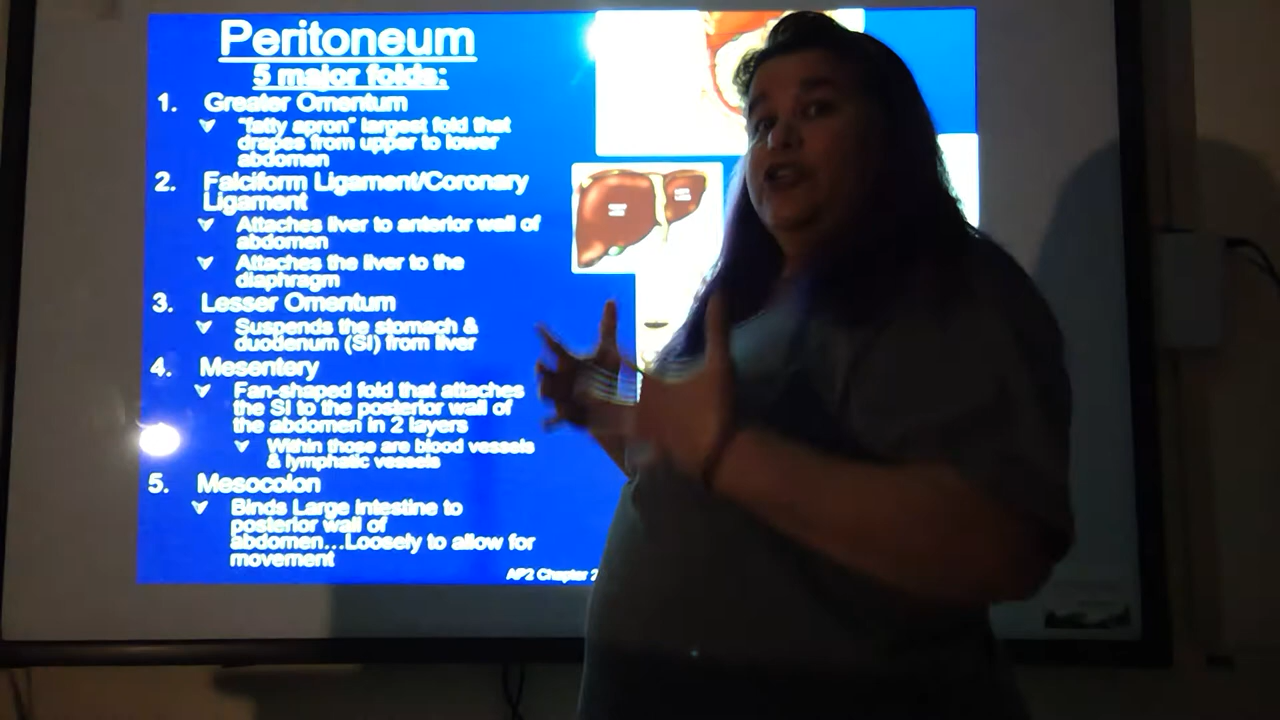 Peritoneum
5 major folds:
1. Greater Omentum
"fatty apron" largest fold that
drapes from upper to lower
abdomen
2. Falciform Ligament/Coronary
Ligament
Attaches liver to anterior wall of
abdomen
Attaches the liver to the
diaphragm
3. Lesser Omentum
Suspends the stomach &
duodenum (SI) from liver
4. Mesentery
Fan-shaped fold that attaches
the SI to the posterior wall of
the abdomen in 2 layers
Within those are blood vessels
& lymphatic vessels
5. Mesocolon
Binds Large intestine to
posterior wall of
abdomen...Loosely to allow for
movement
AP2 Chapter 2